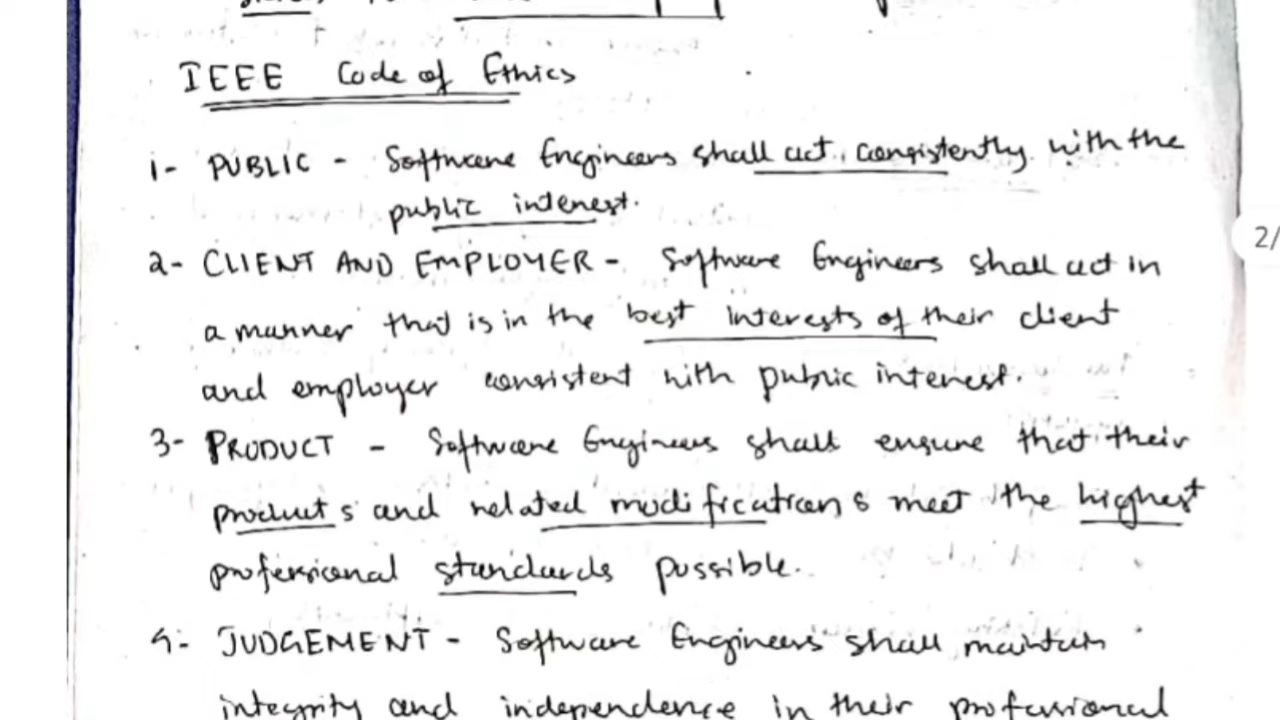 IEEE Code of Ethics
1- PUBLIC - Software Engineers shall act consistently with the
public interest.
2- CLIENT AND EMPLOYER - Software Engineers shall act in
a manner that is in the best interests of their client
and employer consistent with public interest.
3- PRODUCT - Software Engineers shall ensure that their
products and related modifications meet the highest
professional standards possible.
4- JUDGEMENT - Software Engineers shall maintain
integrity and independence in their professional
2/